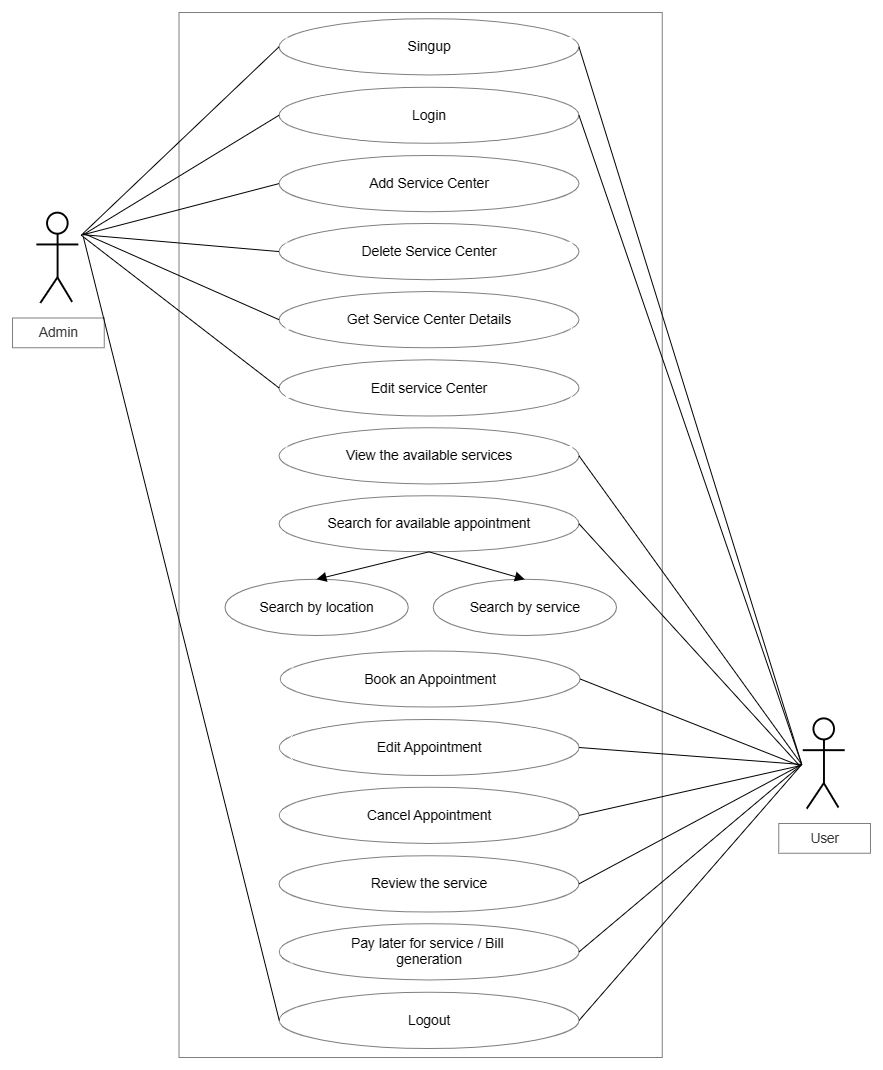 Singup
Login
Add Service Center
Delete Service Center
Get Service Center Details
Admin
Edit service Center
View the available services
Search for available appointment
Search by location
Search by service
Book an Appointment
Edit Appointment
Cancel Appointment
User
Review the service
Pay later for service / Bill
generation
Logout